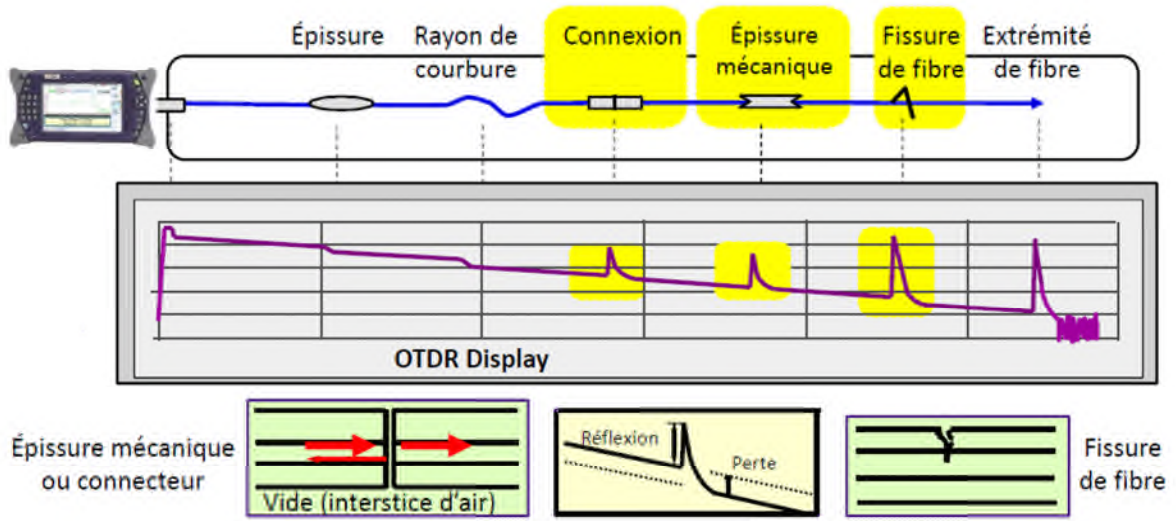 Épissure
Rayon de
courbure
Connexion
Épissure
mécanique
Fissure
de fibre
Extrémité
de fibre
OTDR Display
Épissure mécanique
ou connecteur
Vide (interstice d'air)
Réflexion
Perte
Fissure
de fibre